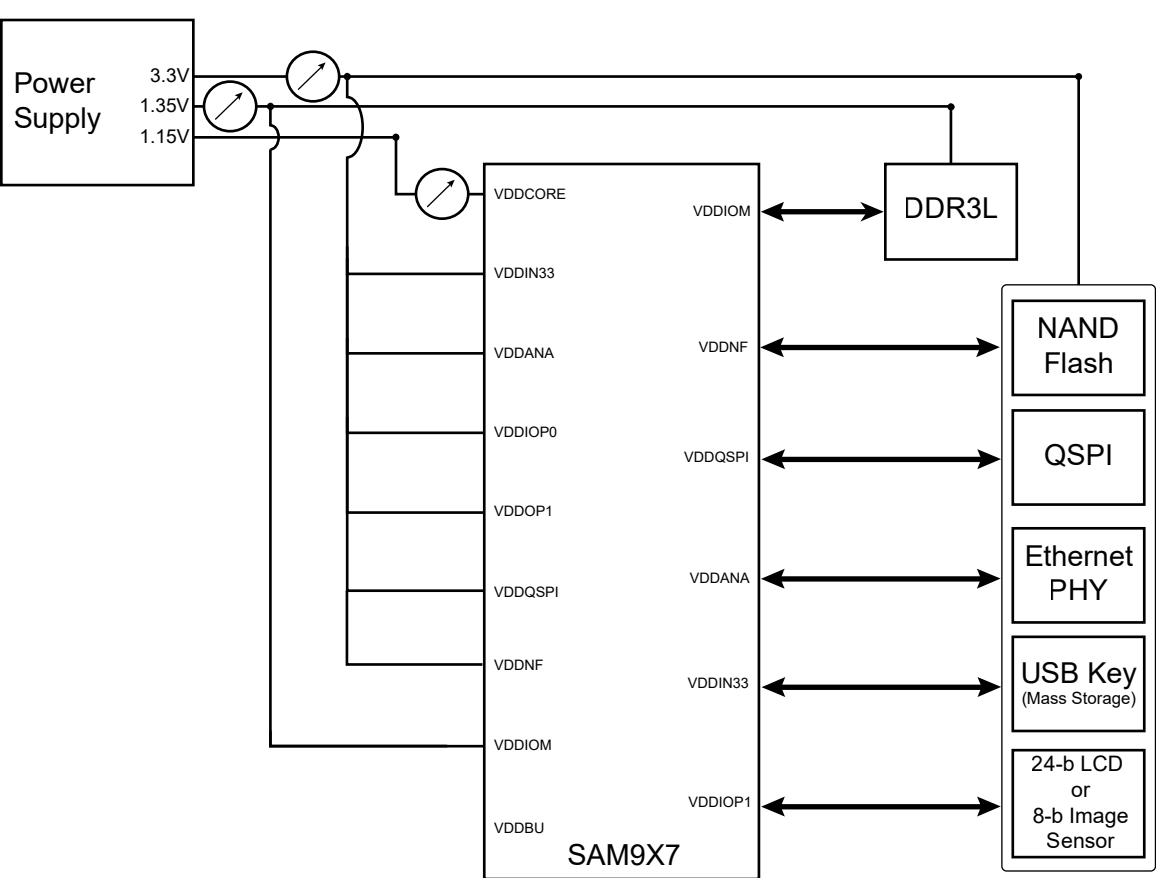 Power
Supply
3.3V
1.35V
1.15V
VDDCORE
VDDIN33
VDDANA
VDDIOP0
VDDOP1
VDDQSPI
VDDNF
VDDIOM
VDDBU
SAM9X7
VDDIOM
VDDNF
VDDQSPI
VDDANA
VDDIN33
VDDIOP1
DDR3L
NAND
Flash
QSPI
Ethernet
PHY
USB Key
(Mass Storage)
24-b LCD
or
8-b Image
Sensor